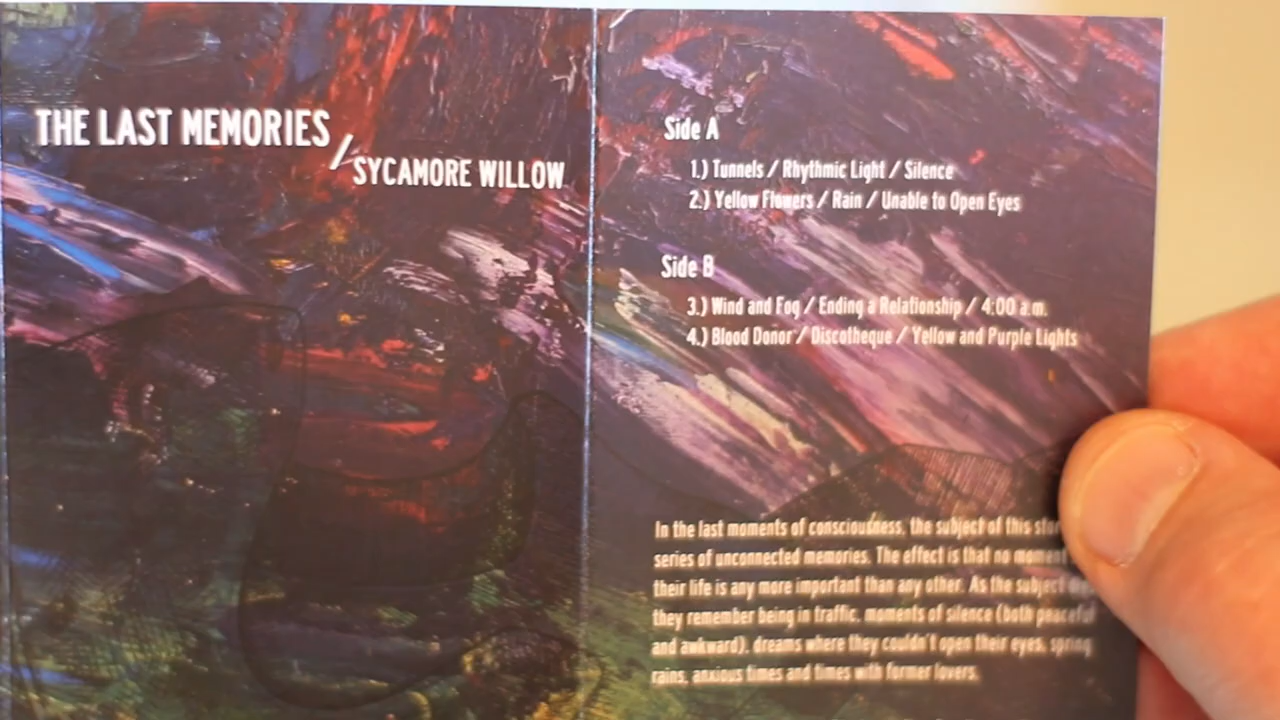 THE LAST MEMORIES
/ SYCAMORE WILLOW
Side A
1.) Tunnels / Rhythmic Light / Silence
2.) Yellow Flowers / Rain / Unable to Open Eyes
Side B
3.) Wind and Fog / Ending a Relationship / 4:00 a.m.
4.) Blood Donor / Discotheque / Yellow and Purple Lights
In the last moments of consciousness, the subject of this
series of unconnected memories. The effect is that no
their life is any more important than any other. As the subject
they remember being in traffic, moments of silence (both peaceful
and awkward), dreams where they couldn't open their eyes, spring
rains, anxious times and times with former lovers.